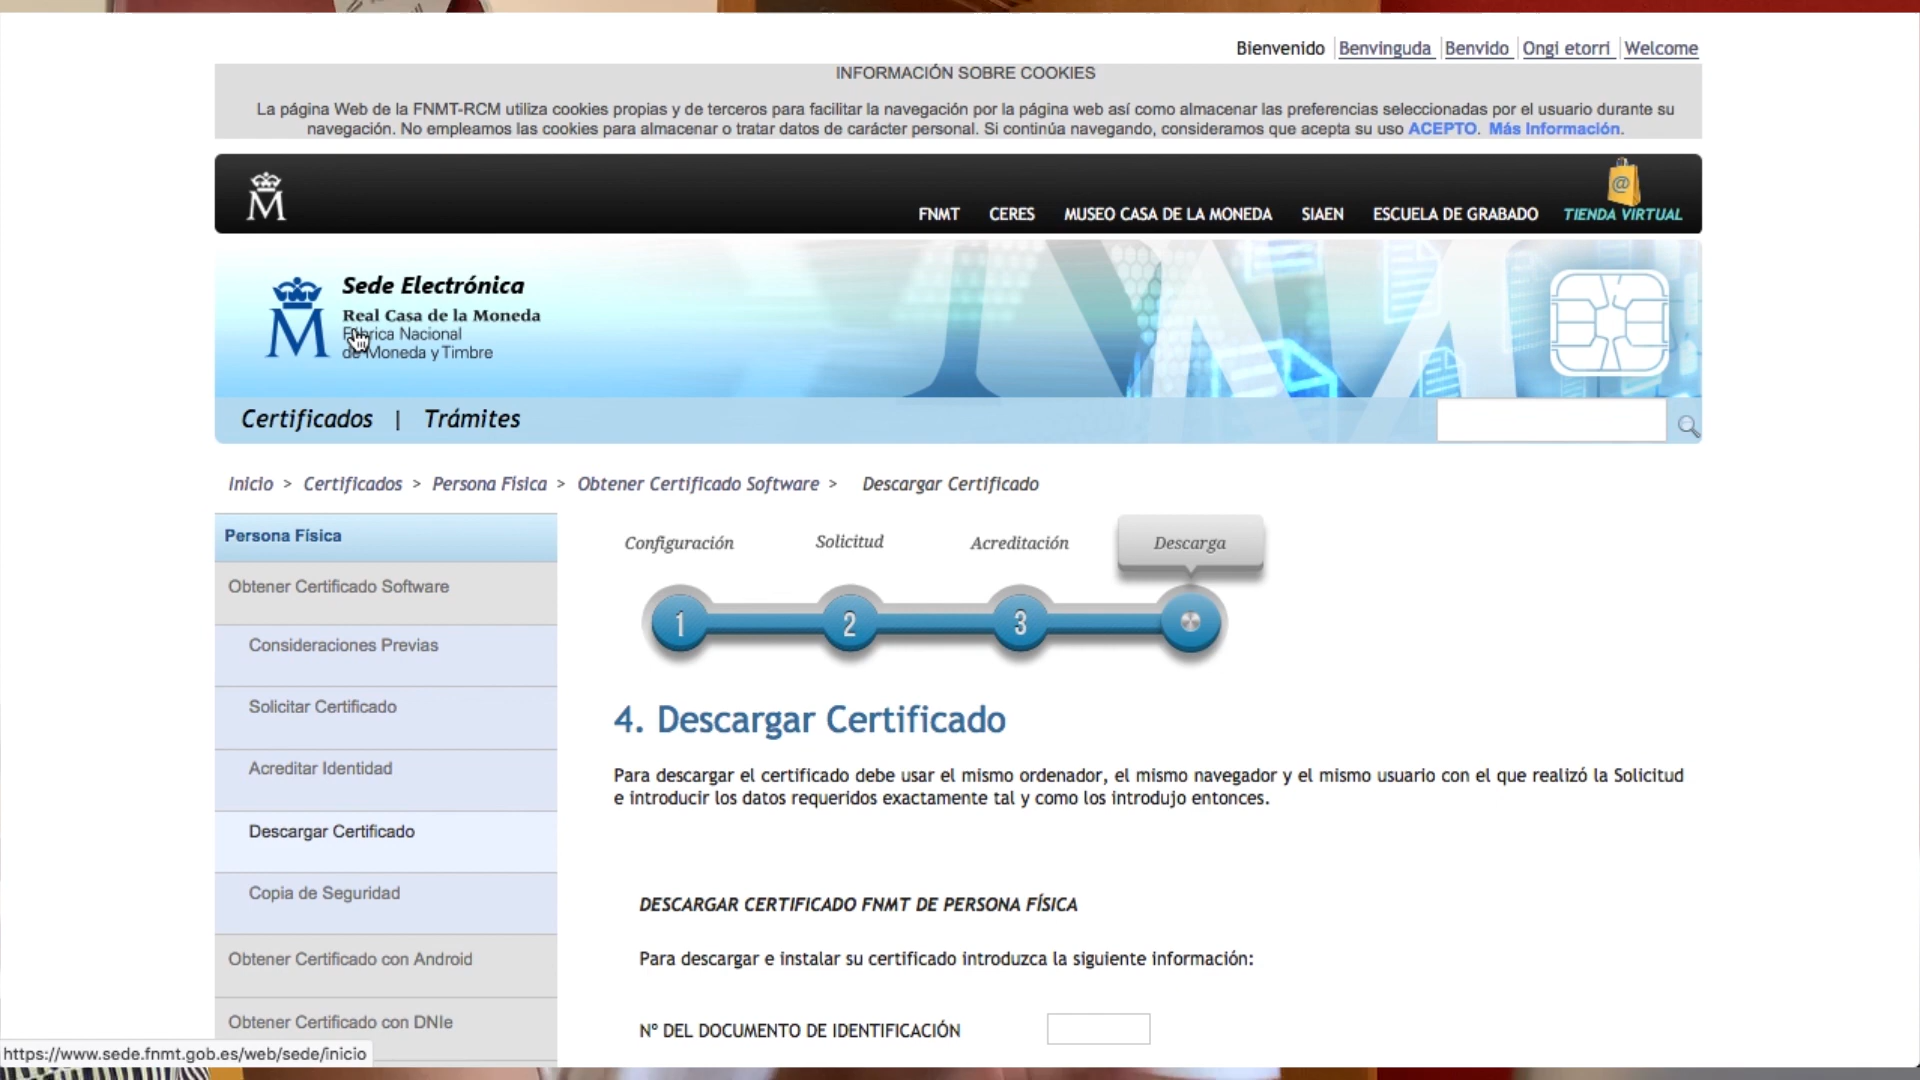 Bienvenido Benvinguda Benvido Ongi etorri Welcome
INFORMACIÓN SOBRE COOKIES
La página Web de la FNMT-RCM utiliza cookies propias y de terceros para facilitar la navegación por la página web así como almacenar las preferencias seleccionadas por el usuario durante su
navegación. No empleamos las cookies para almacenar o tratar datos de carácter personal. Si continúa navegando, consideramos que acepta su uso ACEPTO. Más Información.
M
@
FNMT CERES MUSEO CASA DE LA MONEDA SIAEN ESCUELA DE GRABADO TIENDA VIRTUAL
M
Sede Electrónica
Real Casa de la Moneda
Fábrica Nacional
de Moneda y Timbre
Certificados | Trámites
Inicio > Certificados > Persona Física > Obtener Certificado Software > Descargar Certificado
Persona Física
Obtener Certificado Software
Consideraciones Previas
Solicitar Certificado
Acreditar Identidad
Descargar Certificado
Copia de Seguridad
Obtener Certificado con Android
Obtener Certificado con DNIe
Configuración Solicitud Acreditación Descarga
1 2 3
4. Descargar Certificado
Para descargar el certificado debe usar el mismo ordenador, el mismo navegador y el mismo usuario con el que realizó la Solicitud
e introducir los datos requeridos exactamente tal y como los introdujo entonces.
DESCARGAR CERTIFICADO FNMT DE PERSONA FÍSICA
Para descargar e instalar su certificado introduzca la siguiente información:
Nº DEL DOCUMENTO DE IDENTIFICACIÓN
https://www.sede.fnmt.gob.es/web/sede/inicio